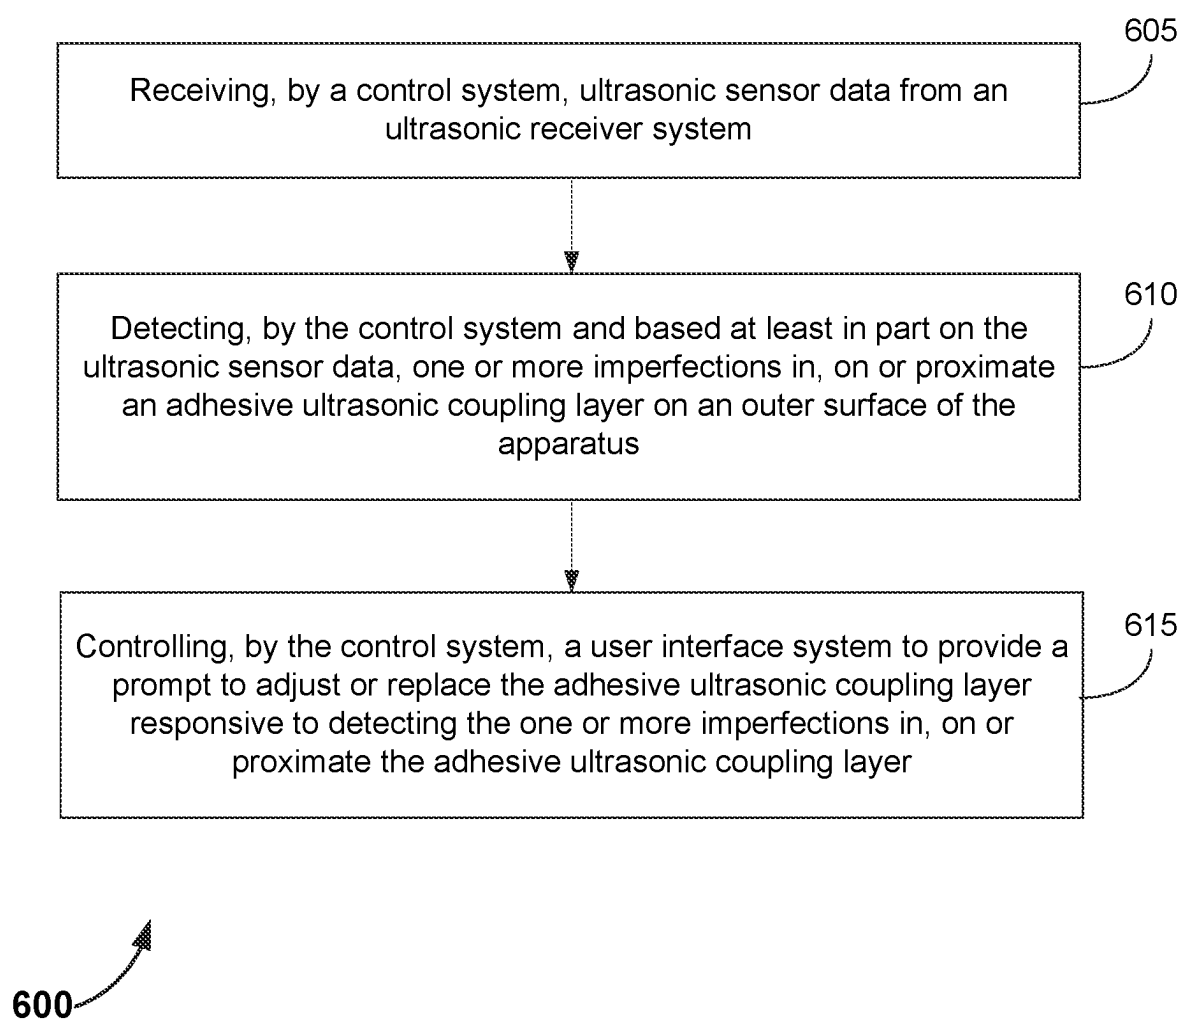 605
Receiving, by a control system, ultrasonic sensor data from an
ultrasonic receiver system
610
Detecting, by the control system and based at least in part on the
ultrasonic sensor data, one or more imperfections in, on or proximate
an adhesive ultrasonic coupling layer on an outer surface of the
apparatus
615
Controlling, by the control system, a user interface system to provide a
prompt to adjust or replace the adhesive ultrasonic coupling layer
responsive to detecting the one or more imperfections in, on or
proximate the adhesive ultrasonic coupling layer
600